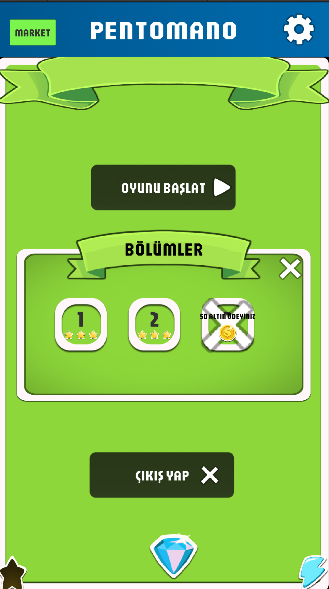 MARKET
PENTOMANO
OYUNU BAŞLAT
BÖLÜMLER
1
2
50 ALTIN ÖDEYİNİZ
ÇIKIŞ YAP